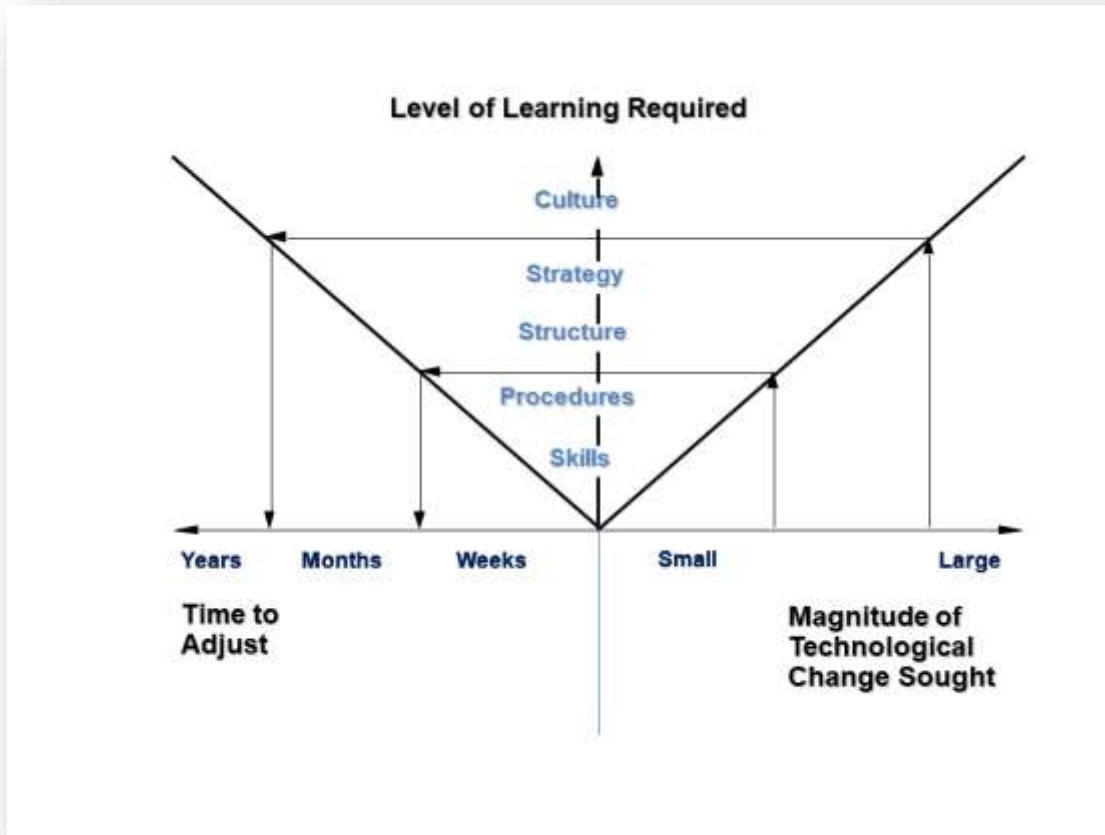 Level of Learning Required
Culture
Strategy
Structure
Procedures
Skills
Years Months Weeks Small Large
Time to
Adjust
Magnitude of
Technological
Change Sought